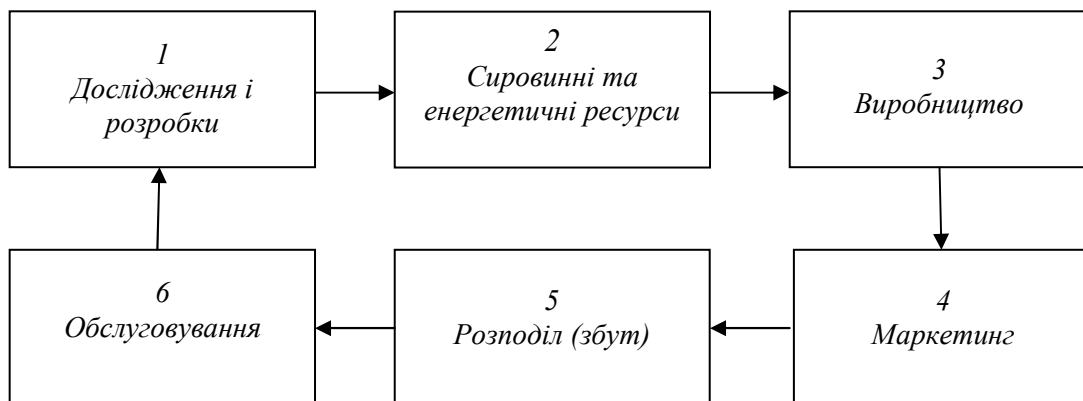 1
Дослідження і
розробки
2
Сировинні та
енергетичні ресурси
3
Виробництво
6
Обслуговування
5
Розподіл (збут)
4
Маркетинг